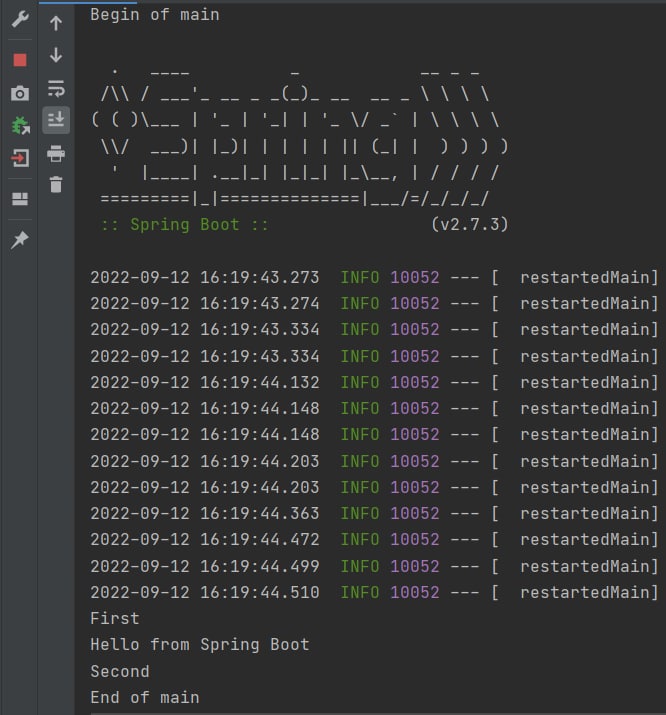 Begin of main
  .   ____          _            __ _ _
 /\\ / ___'_ __ _ _(_)_ __  __ _ \ \ \ \
( ( )\___ | '_ | '_| | '_ \/ _` | \ \ \ \
 \\/  ___)| |_)| | | | | || (_| |  ) ) ) )
  '  |____| .__|_| |_|_| |_\__, | / / / /
 =========|_|==============|___/=/_/_/_/
 :: Spring Boot ::                (v2.7.3)
2022-09-12 16:19:43.273  INFO 10052 --- [  restartedMain]
2022-09-12 16:19:43.274  INFO 10052 --- [  restartedMain]
2022-09-12 16:19:43.334  INFO 10052 --- [  restartedMain]
2022-09-12 16:19:43.334  INFO 10052 --- [  restartedMain]
2022-09-12 16:19:44.132  INFO 10052 --- [  restartedMain]
2022-09-12 16:19:44.148  INFO 10052 --- [  restartedMain]
2022-09-12 16:19:44.148  INFO 10052 --- [  restartedMain]
2022-09-12 16:19:44.203  INFO 10052 --- [  restartedMain]
2022-09-12 16:19:44.203  INFO 10052 --- [  restartedMain]
2022-09-12 16:19:44.363  INFO 10052 --- [  restartedMain]
2022-09-12 16:19:44.472  INFO 10052 --- [  restartedMain]
2022-09-12 16:19:44.499  INFO 10052 --- [  restartedMain]
2022-09-12 16:19:44.510  INFO 10052 --- [  restartedMain]
First
Hello from Spring Boot
Second
End of main